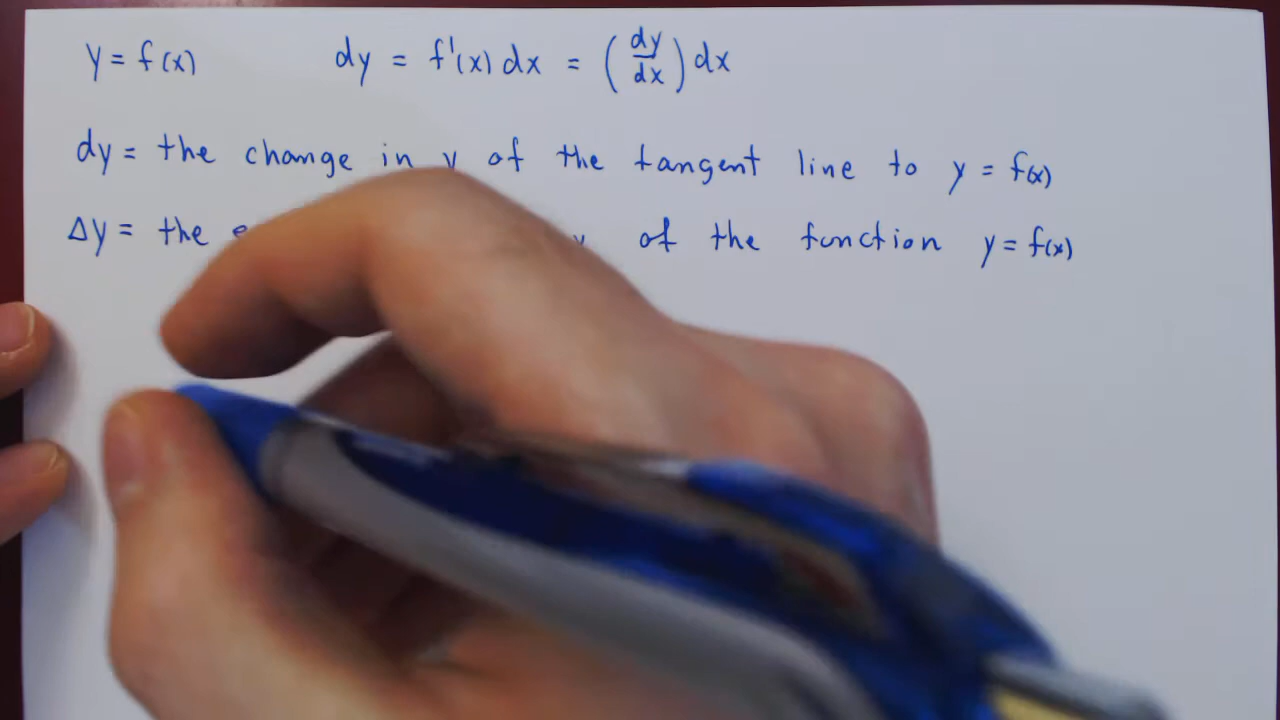 y = f(x) dy = f'(x) dx = (dy/dx) dx
dy = the change in y of the tangent line to y = f(x)
Δy = the of the function y = f(x)